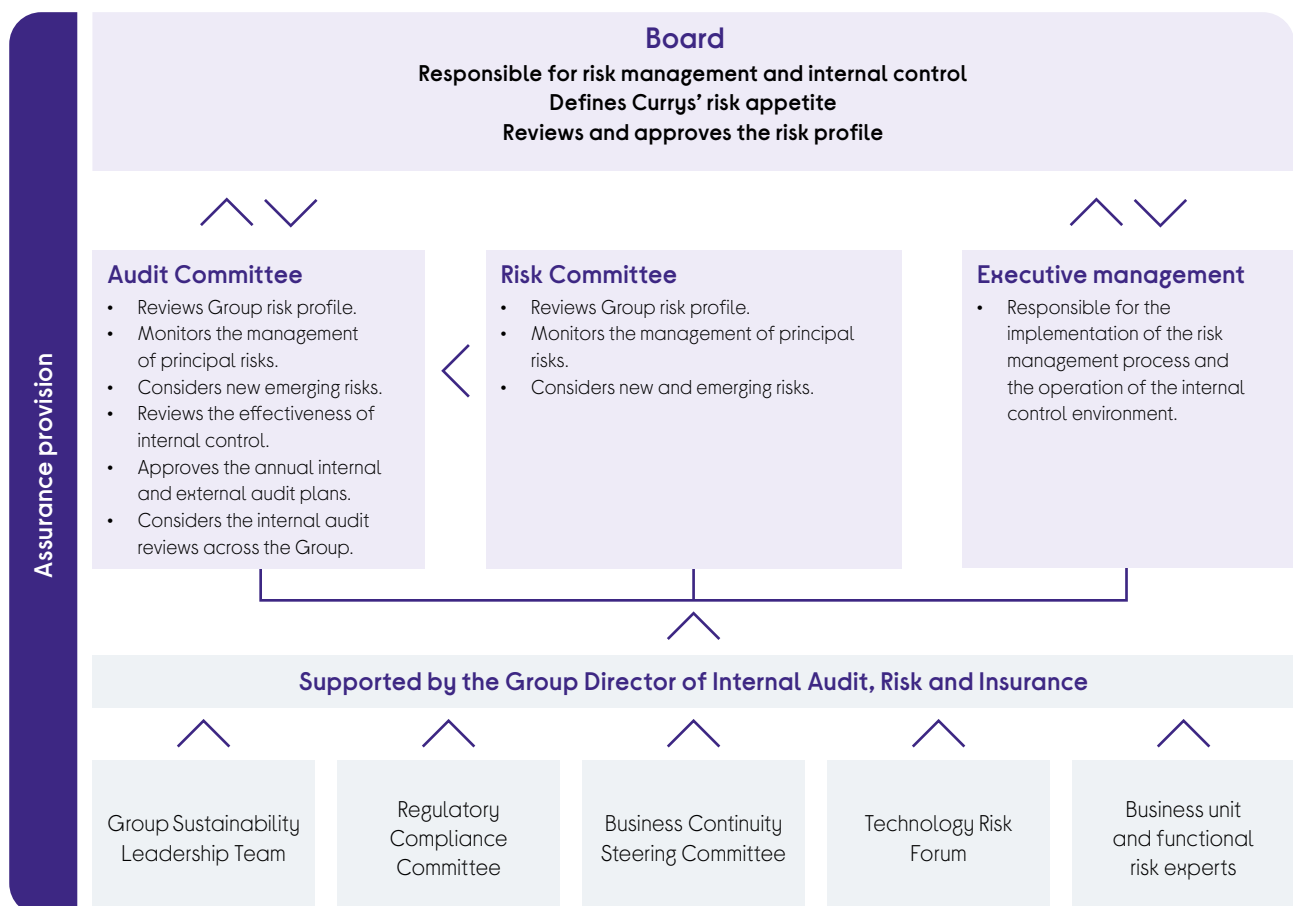 Assurance provision
Board
Responsible for risk management and internal control
Defines Currys’ risk appetite
Reviews and approves the risk profile
Audit Committee
• Reviews Group risk profile.
• Monitors the management
of principal risks.
• Considers new emerging risks.
• Reviews the effectiveness of
internal control.
• Approves the annual internal
and external audit plans.
• Considers the internal audit
reviews across the Group.
Risk Committee
• Reviews Group risk profile.
• Monitors the management of principal
risks.
• Considers new and emerging risks.
Executive management
• Responsible for the
implementation of the risk
management process and
the operation of the internal
control environment.
Supported by the Group Director of Internal Audit, Risk and Insurance
Group Sustainability
Leadership Team
Regulatory
Compliance
Committee
Business Continuity
Steering Committee
Technology Risk
Forum
Business unit
and functional
risk experts